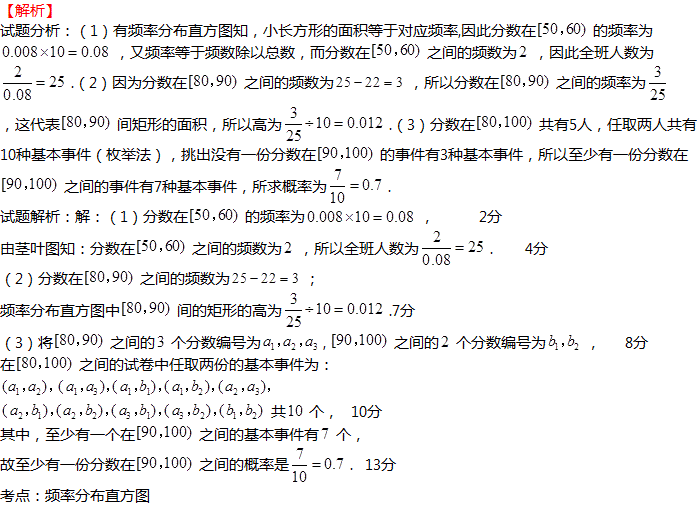 【解析】
试题分析：（1）有频率分布直方图知，小长方形的面积等于对应频率,因此分数在[50,60) 的频率为
0.008×10=0.08 ，又频率等于频数除以总数，而分数在[50,60) 之间的频数为2 ，因此全班人数为
2/0.08=25 .（2）因为分数在[80,90) 之间的频数为25−22=3 ，所以分数在[80,90) 之间的频率为3/25
，这代表[80,90) 间矩形的面积，所以高为3/25÷10=0.012 .（3）分数在[80,100) 共有5人，任取两人共有
10种基本事件（枚举法），挑出没有一份分数在[90,100) 的事件有3种基本事件，所以至少有一份分数在
[90,100) 之间的事件有7种基本事件，所求概率为7/10=0.7 .
试题解析：解：（1）分数在[50,60) 的频率为0.008×10=0.08 ， 2分
由茎叶图知：分数在[50,60) 之间的频数为2 ，所以全班人数为2/0.08=25 . 4分
（2）分数在[80,90) 之间的频数为25−22=3 ；
频率分布直方图中[80,90) 间的矩形的高为3/25÷10=0.012 .7分
（3）将[80,90) 之间的3 个分数编号为a₁,a₂,a₃ , [90,100) 之间的2 个分数编号为b₁,b₂ ， 8分
在[80,100) 之间的试卷中任取两份的基本事件为：
(a₁,a₂), (a₁,a₃),(a₁,b₁),(a₁,b₂),(a₂,a₃),
(a₂,b₁),(a₂,b₂),(a₃,b₁),(a₃,b₂),(b₁,b₂) 共10 个， 10分
其中，至少有一个在[90,100) 之间的基本事件有7 个，
故至少有一份分数在[90,100) 之间的概率是7/10=0.7 . 13分
考点：频率分布直方图